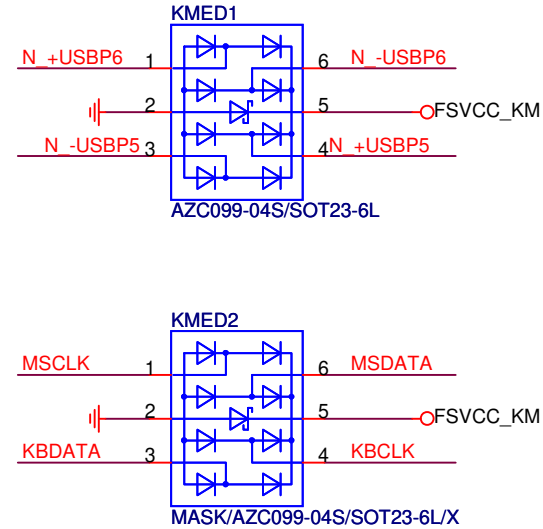 KMED1
N_+USBP6 1 6 N_-USBP6
2 5 FSVCC_KM
N_-USBP5 3 4 N_+USBP5
AZC099-04S/SOT23-6L
KMED2
MSCLK 1 6 MSDATA
2 5 FSVCC_KM
KBDATA 3 4 KBCLK
MASK/AZC099-04S/SOT23-6L/X